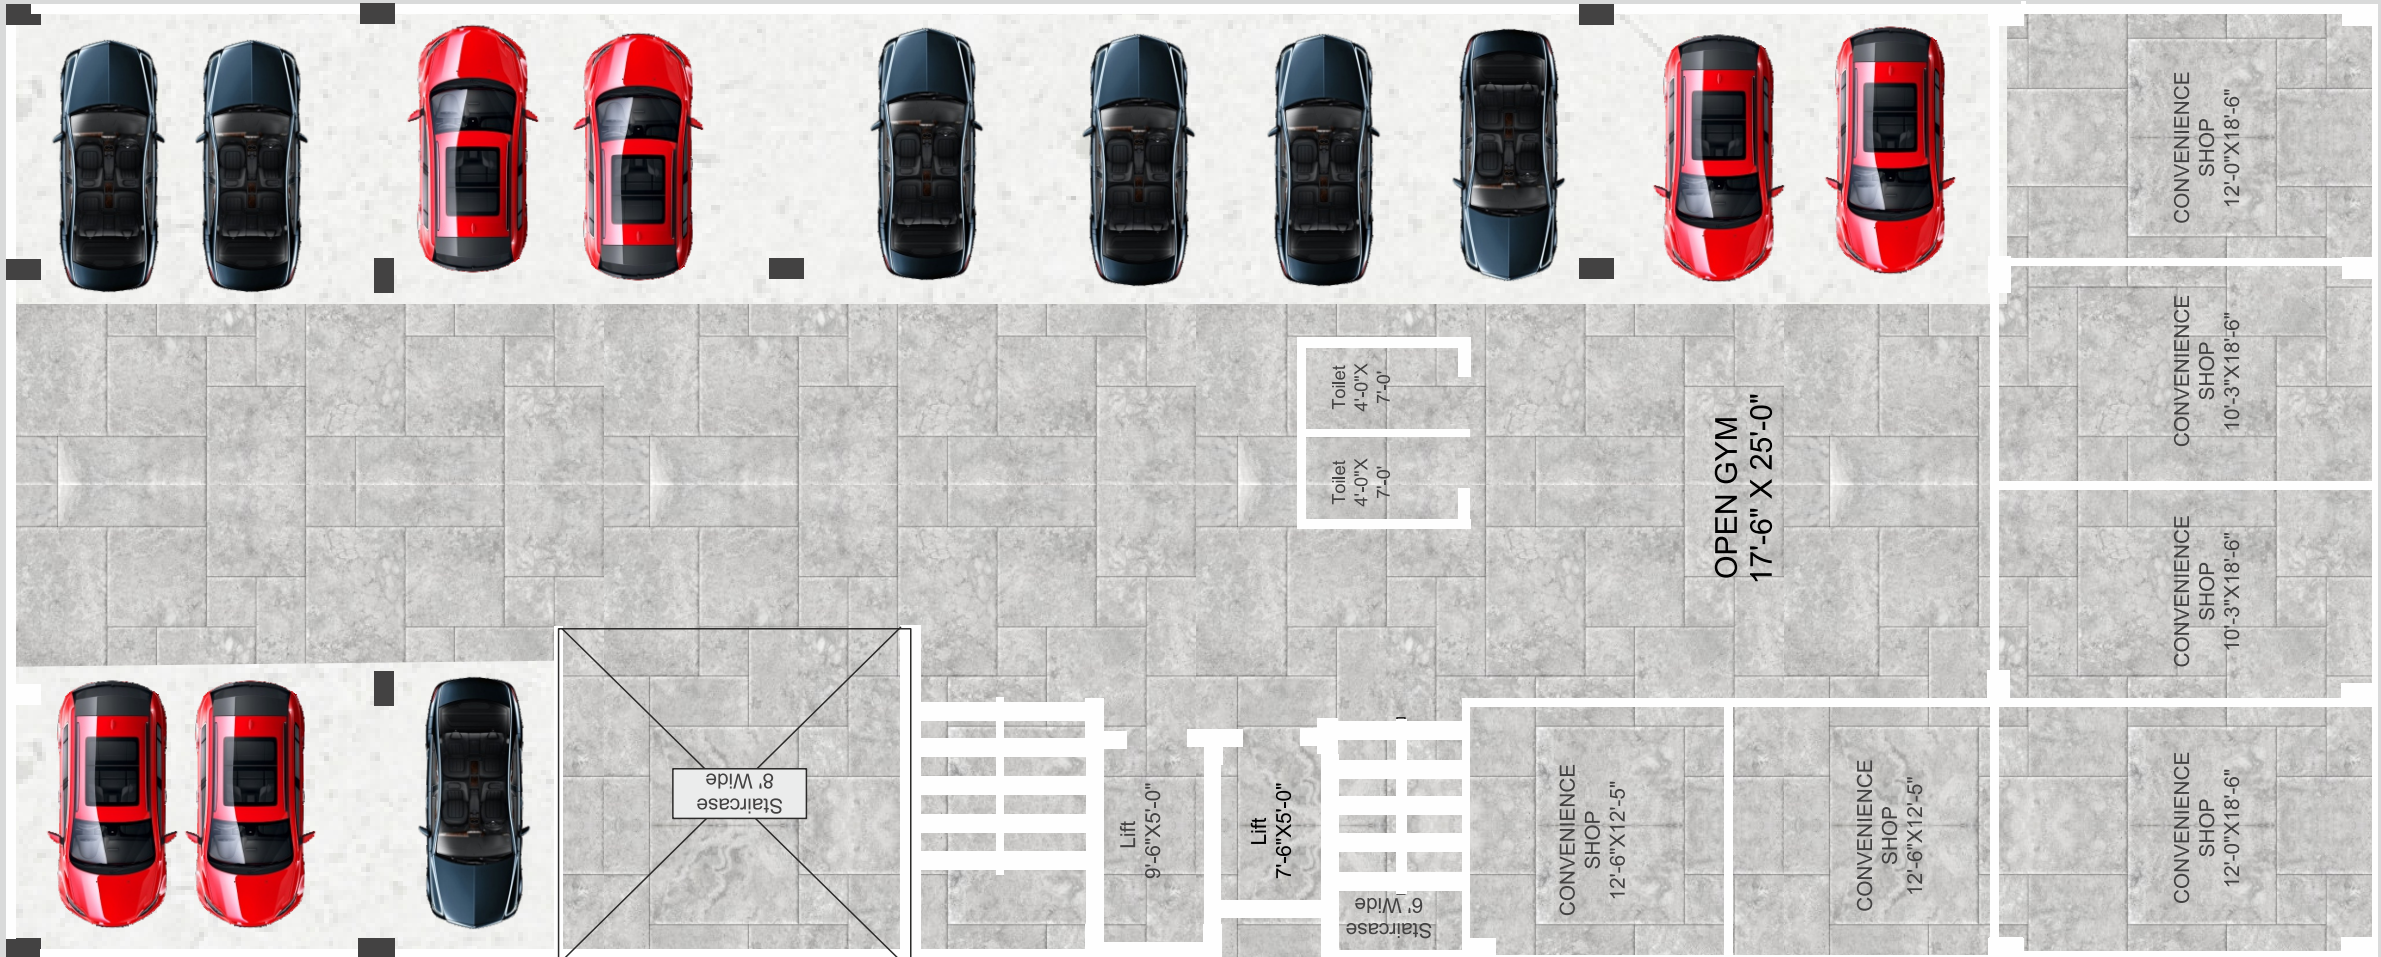 CONVENIENCE
SHOP
12'-0"X18'-6"
CONVENIENCE
SHOP
10'-3"X18'-6"
Toilet
4'-0"X
7'-0'
Toilet
4'-0"X
7'-0'
OPEN GYM
17'-6" X 25'-0"
CONVENIENCE
SHOP
10'-3"X18'-6"
Staircase
8' Wide
Lift
9'-6"X5'-0"
Lift
7'-6"X5'-0"
Staircase
6' Wide
CONVENIENCE
SHOP
12'-6"X12'-5"
CONVENIENCE
SHOP
12'-6"X12'-5"
CONVENIENCE
SHOP
12'-0"X18'-6"